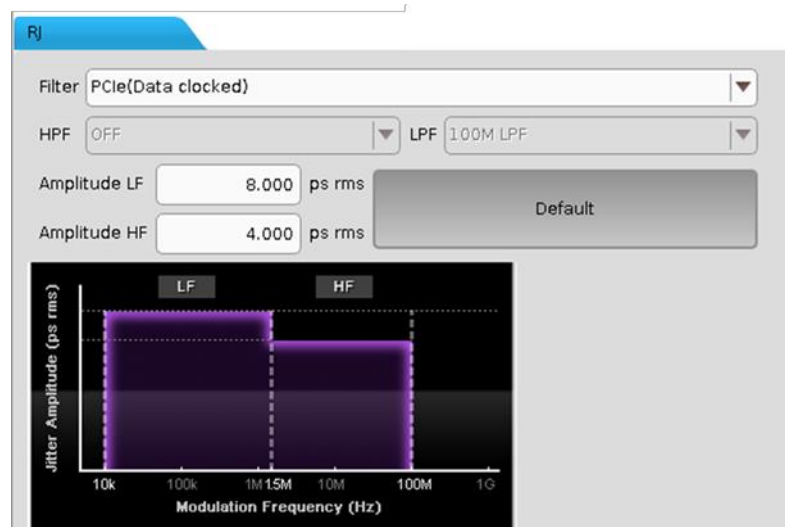 RJ
Filter PCIe(Data clocked)
HPF OFF LPF 100M LPF
Amplitude LF 8.000 ps rms
Default
Amplitude HF 4.000 ps rms
LF HF
Jitter Amplitude (ps rms)
10k 100k 1M 1.5M 10M 100M 1G
Modulation Frequency (Hz)